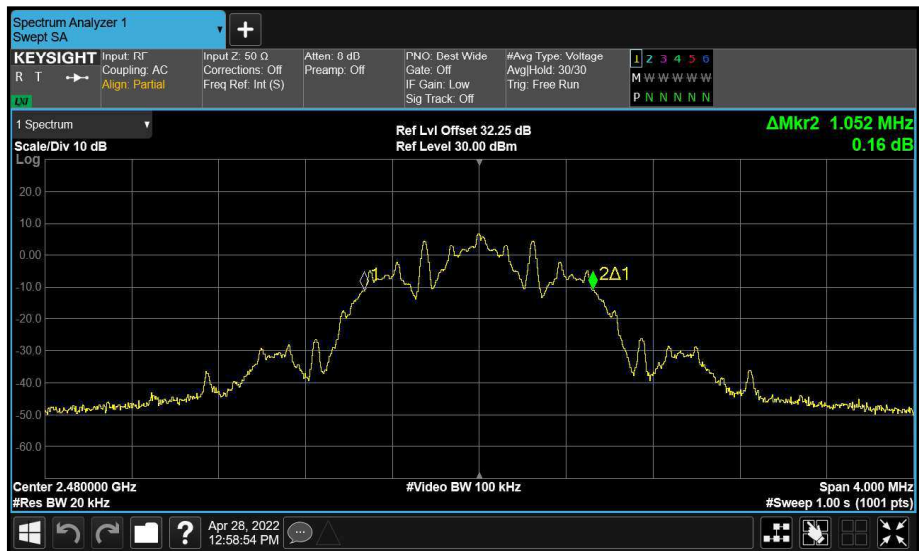 Spectrum Analyzer 1
Swept SA
+
KEYSIGHT
R T
LXI
Input: RF
Coupling: AC
Align: Partial
Input Z: 50 Ω
Corrections: Off
Freq Ref: Int (S)
Atten: 8 dB
Preamp: Off
PNO: Best Wide
Gate: Off
IF Gain: Low
Sig Track: Off
#Avg Type: Voltage
Avg|Hold: 30/30
Trig: Free Run
1 2 3 4 5 6
M W W W W W
P N N N N N
1 Spectrum
Scale/Div 10 dB
Ref Lvl Offset 32.25 dB
Ref Level 30.00 dBm
ΔMkr2 1.052 MHz
0.16 dB
Log
20.0
10.0
0.00
-10.0
-20.0
-30.0
-40.0
-50.0
-60.0
1
2Δ1
Center 2.480000 GHz
#Res BW 20 kHz
#Video BW 100 kHz
Span 4.000 MHz
#Sweep 1.00 s (1001 pts)
?
Apr 28, 2022
12:58:54 PM